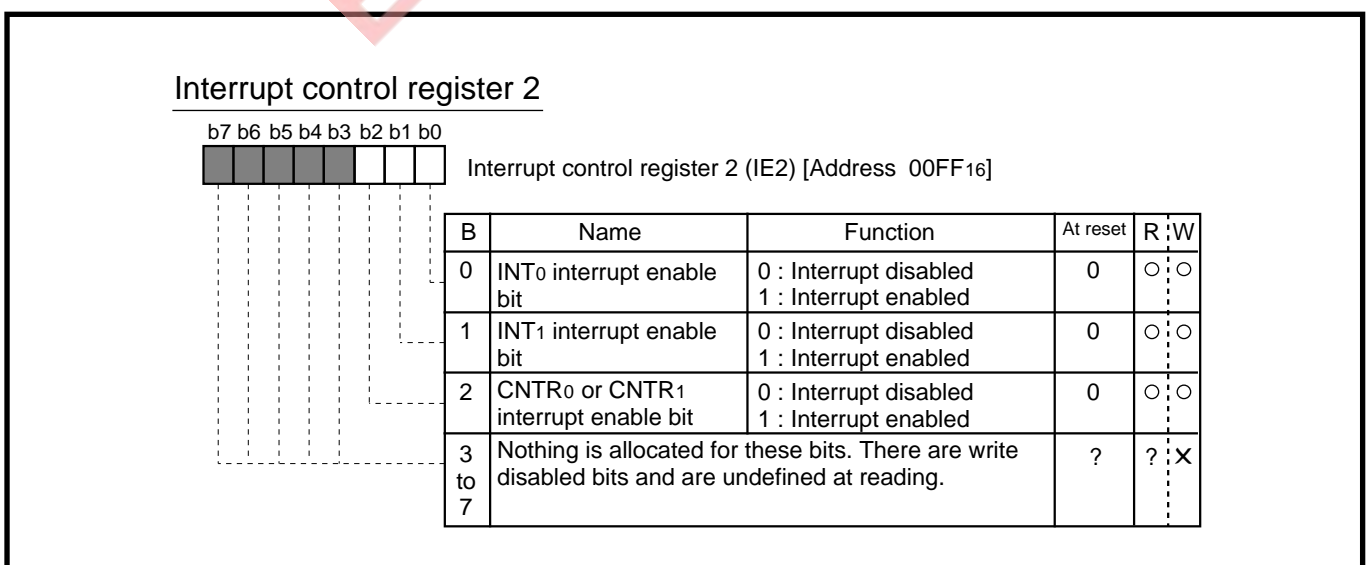 Interrupt control register 2
b7 b6 b5 b4 b3 b2 b1 b0
Interrupt control register 2 (IE2) [Address 00FF16]
B Name Function At reset R W
0 INT0 interrupt enable bit 0 : Interrupt disabled 1 : Interrupt enabled 0 ○ ○
1 INT1 interrupt enable bit 0 : Interrupt disabled 1 : Interrupt enabled 0 ○ ○
2 CNTR0 or CNTR1 interrupt enable bit 0 : Interrupt disabled 1 : Interrupt enabled 0 ○ ○
3 to 7 Nothing is allocated for these bits. There are write disabled bits and are undefined at reading. ? ? ×